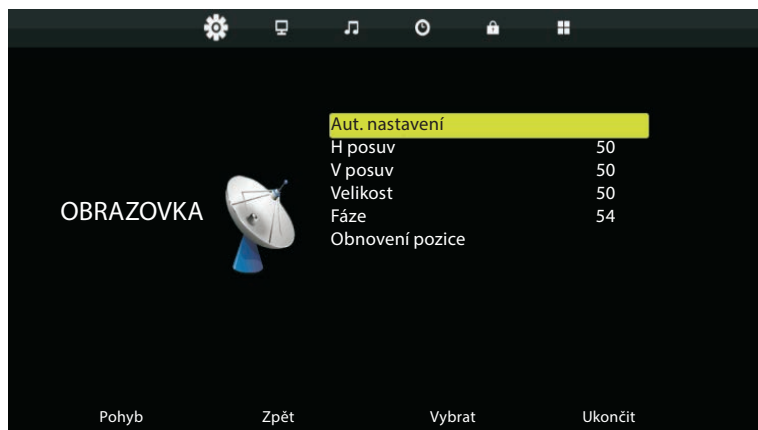 Aut. nastavení
H posuv 50
V posuv 50
Velikost 50
OBRAZOVKA
Fáze 54
Obnovení pozice
Pohyb Zpět Vybrat Ukončit